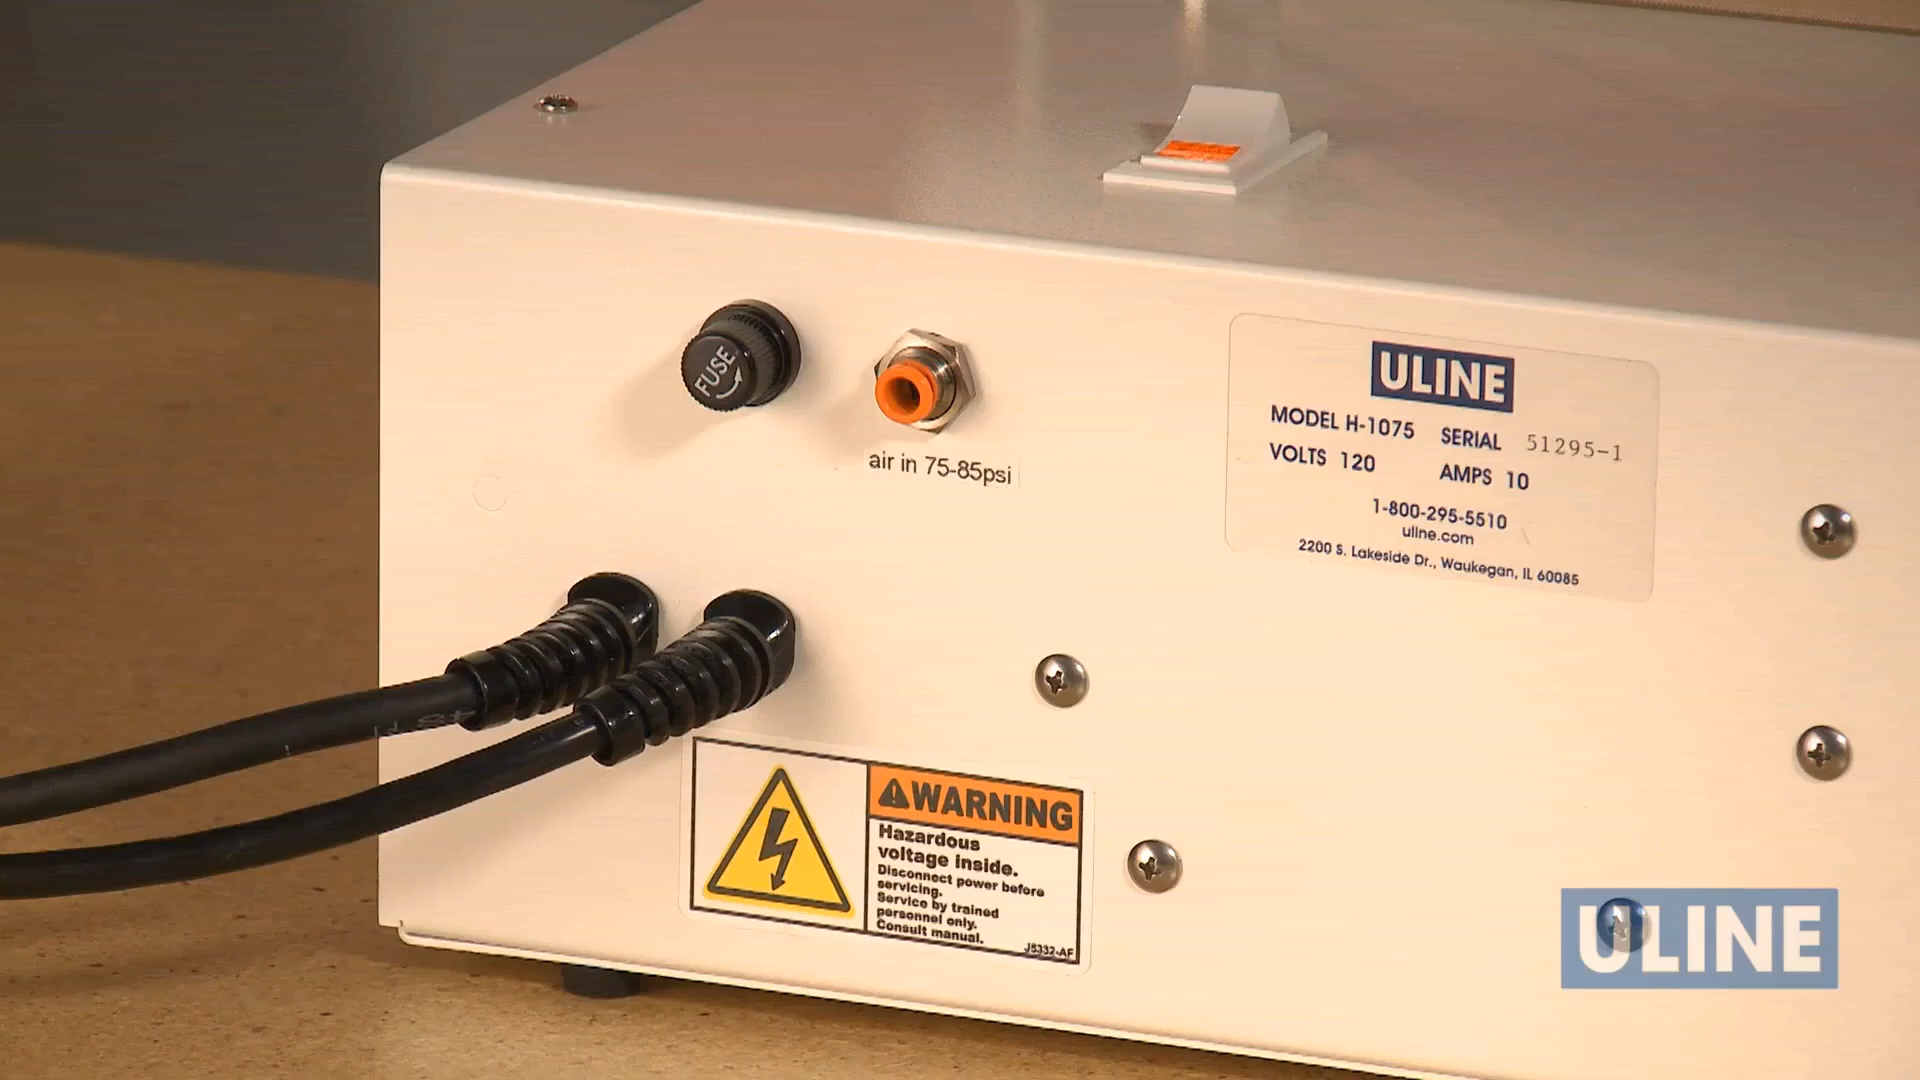 FUSE
air in 75-85psi
ULINE
MODEL H-1075 SERIAL 51295-1
VOLTS 120 AMPS 10
1-800-295-5510
uline.com
2200 S. Lakeside Dr., Waukegan, IL 60085
WARNING
Hazardous
voltage inside.
Disconnect power before
servicing.
Service by trained
personnel only.
Consult manual.
J5332-AF
ULINE